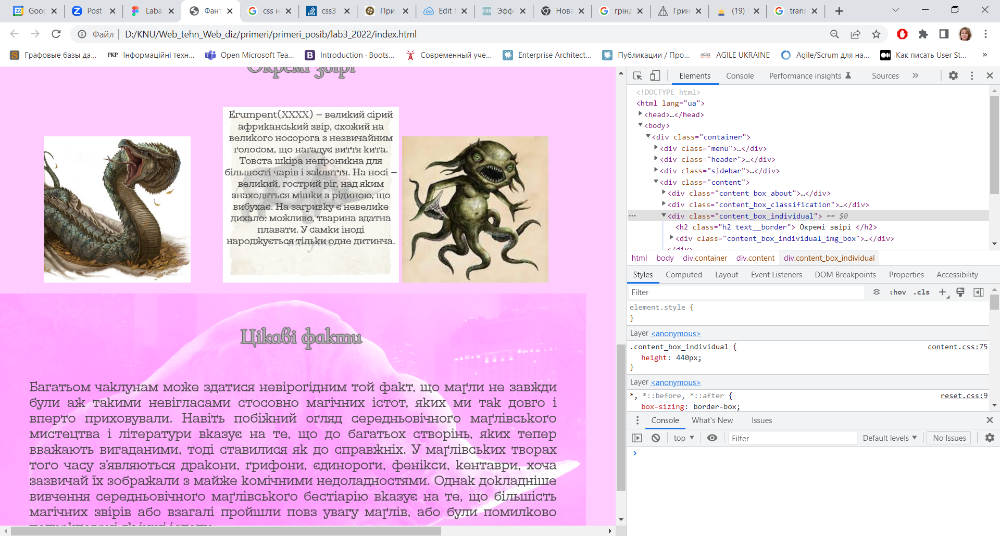 Goog
Post
Laba
Фант
css н
css3
При
Edit f
Эффе
Нова
грінд
Грин
(19)
trans
Файл D:/KNU/Web_tehn_Web_diz/primeri/primeri_posib/lab3_2022/index.html
Графовые базы да... Інформаційні техн... Open Microsoft Tea... Introduction · Boots... Современный уче... Enterprise Architect... Публикации / Про... AGILE UKRAINE Agile/Scrum для на... Как писать User St... »
Окремі звірі
Erumpent(XXXX) – великий сірий
африканський звір, схожий на
великого носорога з незвичайним
голосом, що нагадує виття кита.
Товста шкіра непроникна для
більшості чарів і закляття. На носі –
великий, гострий ріг, над яким
знаходяться мішки з рідиною, що
вибухає. На загривку є невелике
дихало: можливо, тварина здатна
плавати. У самки іноді
народжується тільки одне дитинча.
Цікаві факти
Багатьом чаклунам може здатися невірогідним той факт, що маґли не завжди
були аж такими невігласами стосовно магічних істот, яких ми так довго і
вперто приховували. Навіть побіжний огляд середньовічного маґлівського
мистецтва і літератури вказує на те, що до багатьох створінь, яких тепер
вважають вигаданими, тоді ставилися як до справжніх. У маґлівських творах
того часу з’являються дракони, грифони, єдинороги, фенікси, кентаври, хоча
зазвичай їх зображали з майже комічними недоладностями. Однак докладніше
вивчення середньовічного маґлівського бестіарію вказує на те, що більшість
магічних звірів або взагалі пройшли повз увагу маґлів, або були помилково
Elements Console Performance insights Sources »
<!DOCTYPE html>
<html lang="ua">
<head>…</head>
<body>
<div class="container">
<div class="menu">…</div>
<div class="header">…</div>
<div class="sidebar">…</div>
<div class="content">
<div class="content_box_about">…</div>
<div class="content_box_classification">…</div>
<div class="content_box_individual"> == $0
<h2 class="h2 text__border"> Окремі звірі </h2>
<div class="content_box_individual_img_box">…</div>
</div>
html body div.container div.content div.content_box_individual
Styles Computed Layout Event Listeners DOM Breakpoints Properties Accessibility
Filter :hov .cls
element.style {
}
Layer <anonymous>
.content_box_individual { content.css:75
height: 440px;
}
Layer <anonymous>
*, *::before, *::after { reset.css:9
box-sizing: border-box;
Console What's New Issues
top Filter Default levels No Issues